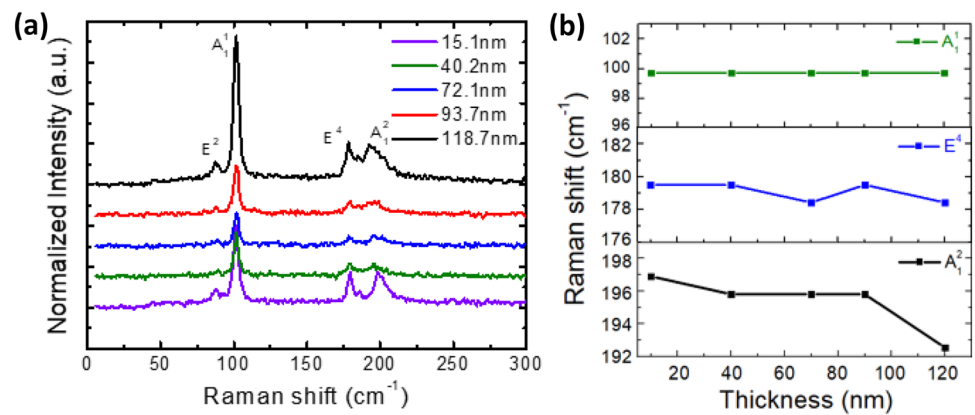 (a)
Normalized Intensity (a.u.)
A₁¹
E²
E⁴
A₁²
15.1nm
40.2nm
72.1nm
93.7nm
118.7nm
0 50 100 150 200 250 300
Raman shift (cm⁻¹)
(b)
Raman shift (cm⁻¹)
102
100
98
96
A₁¹
182
180
178
176
E⁴
198
196
194
192
A₁²
20 40 60 80 100 120
Thickness (nm)